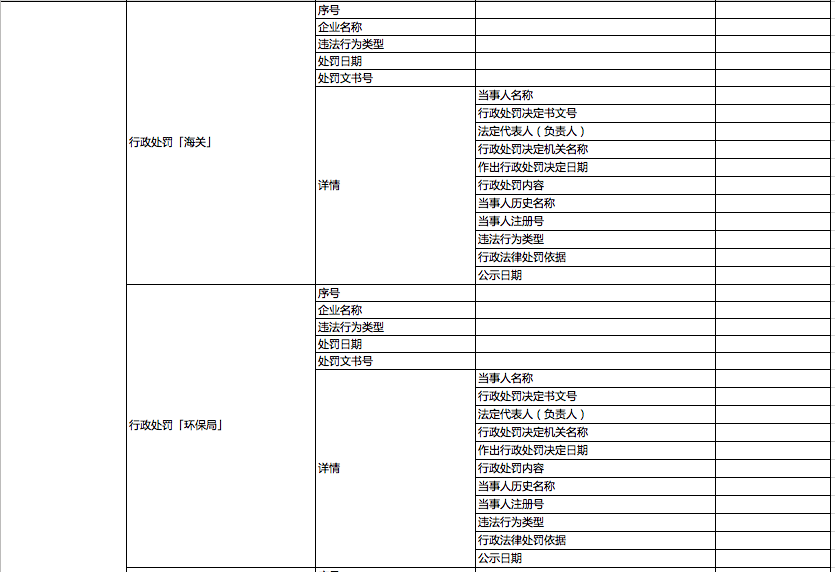 序号
企业名称
违法行为类型
处罚日期
处罚文书号
行政处罚「海关」
详情
当事人名称
行政处罚决定书文号
法定代表人（负责人）
行政处罚决定机关名称
作出行政处罚决定日期
行政处罚内容
当事人历史名称
当事人注册号
违法行为类型
行政法律处罚依据
公示日期
序号
企业名称
违法行为类型
处罚日期
处罚文书号
行政处罚「环保局」
详情
当事人名称
行政处罚决定书文号
法定代表人（负责人）
行政处罚决定机关名称
作出行政处罚决定日期
行政处罚内容
当事人历史名称
当事人注册号
违法行为类型
行政法律处罚依据
公示日期